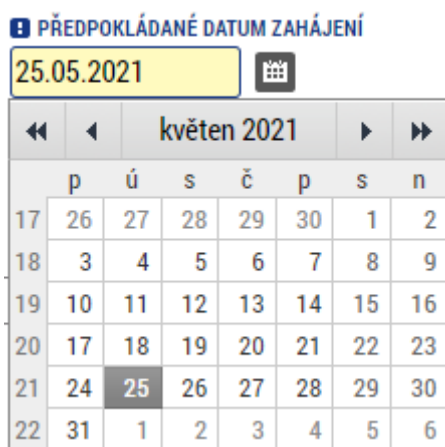 ! PŘEDPOKLÁDANÉ DATUM ZAHÁJENÍ
25.05.2021
květen 2021
p ú s č p s n
17 26 27 28 29 30 1 2
18 3 4 5 6 7 8 9
19 10 11 12 13 14 15 16
20 17 18 19 20 21 22 23
21 24 25 26 27 28 29 30
22 31 1 2 3 4 5 6